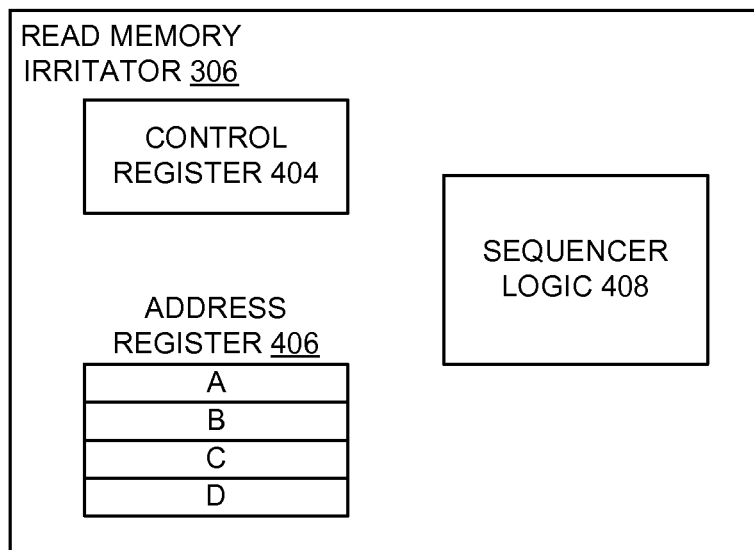 READ MEMORY
IRRITATOR 306
CONTROL
REGISTER 404
SEQUENCER
LOGIC 408
ADDRESS
REGISTER 406
A
B
C
D